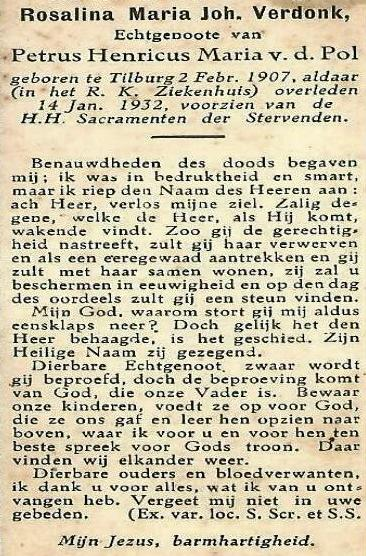 Rosalina Maria Joh. Verdonk,
Echtgenoote van
Petrus Henricus Maria v. d. Pol
geboren te Tilburg 2 Febr. 1907, aldaar
(in het R. K. Ziekenhuis) overleden
14 Jan. 1932, voorzien van de
H.H. Sacramenten der Stervenden.
Benauwdheden des doods begaven
mij; ik was in bedruktheid en smart,
maar ik riep den Naam des Heeren aan:
ach Heer, verlos mijne ziel. Zalig de-
gene, welke de Heer, als Hij komt,
wakende vindt. Zoo gij de gerechtig-
heid nastreeft, zult gij haar verwerven
en als een eeregewaad aantrekken en gij
zult met haar samen wonen, zij zal u
beschermen in eeuwigheid en op den dag
des oordeels zult gij een steun vinden.
Mijn God, waarom stort gij mij aldus
eensklaps neer? Doch gelijk het den
Heer behaagde, is het geschied. Zijn
Heilige Naam zij gezegend.
Dierbare Echtgenoot, zwaar wordt
gij beproefd, doch de beproeving komt
van God, die onze Vader is. Bewaar
onze kinderen, voedt ze op voor God,
die ze ons gaf en leer hen opzien naar
boven, waar ik voor u en voor hen ten
beste spreek voor Gods troon. Daar
vinden wij elkander weer.
Dierbare ouders en bloedverwanten,
ik dank u voor alles, wat ik van u ont-
vangen heb. Vergeet mij niet in uwe
gebeden. (Ex. var. loc. S. Scr. et S.S.
Mijn Jezus, barmhartigheid.